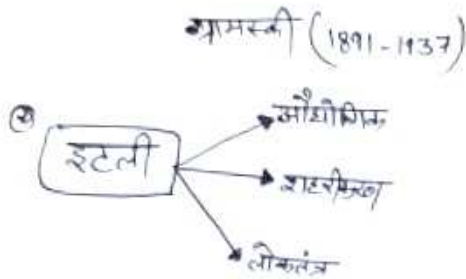 ग्रामस्की (1891-1937)
इटली
औद्योगिक
शहरीकरण
लोकतंत्र